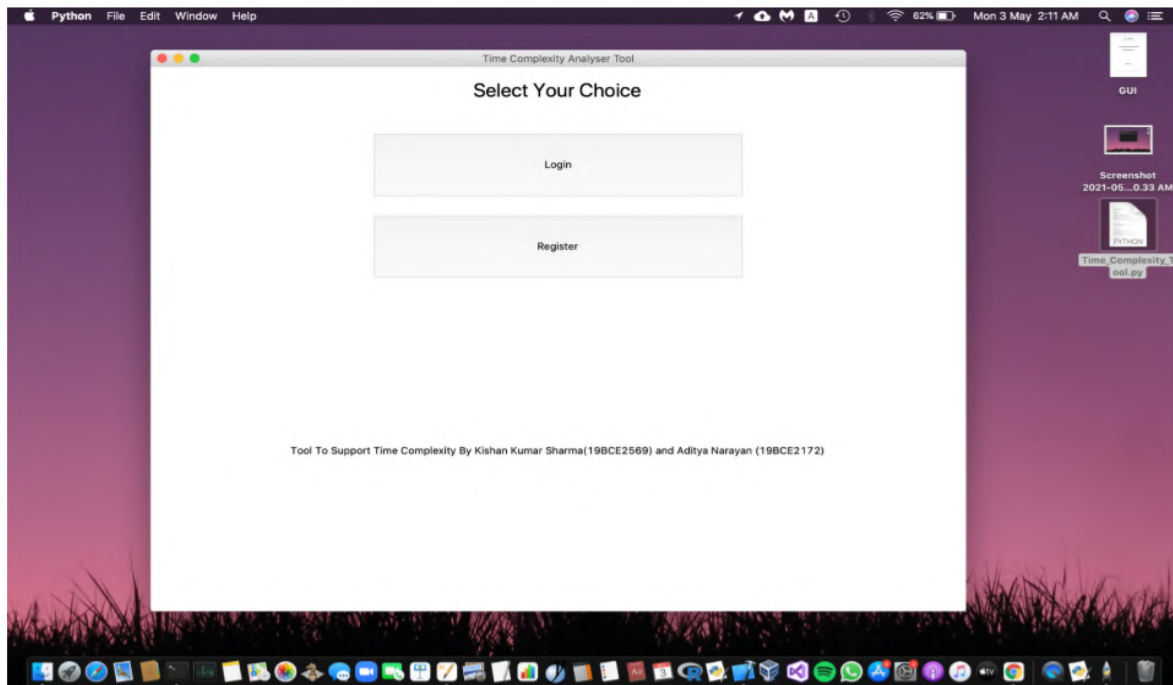 Python File Edit Window Help
62% Mon 3 May 2:11 AM
Time Complexity Analyser Tool
Select Your Choice
Login
Register
Tool To Support Time Complexity By Kishan Kumar Sharma(19BCE2569) and Aditya Narayan (19BCE2172)
GUI
Screenshot
2021-05...0.33 AM
PYTHON
Time_Complexity_T
ool.py